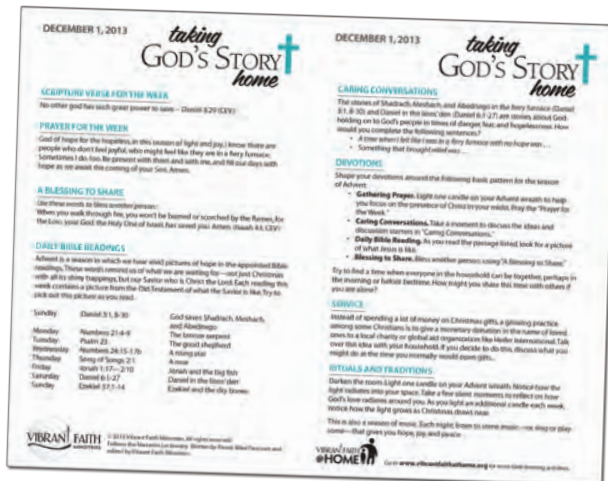 DECEMBER 1, 2013
taking
GOD'S STORY
home
SCRIPTURE VERSE FOR THE WEEK
No other god has such great power to save. – Daniel 3:29 (CEV)
PRAYER FOR THE WEEK
God of hope for the hopeless, in this season of light and joy, I know there are
people who don't feel joyful, who might feel like they are in a fiery furnace.
Sometimes I do, too. Be present with them and with me, and fill our days with
hope as we await the coming of your Son. Amen.
A BLESSING TO SHARE
Use these words to bless another person:
When you walk through fire, you won't be burned or scorched by the flames, for
the LORD, your God, the Holy One of Israel, has saved you. Amen. (Isaiah 43, CEV)
DAILY BIBLE READINGS
Advent is a season in which we hear vivid pictures of hope in the appointed Bible
readings. These words remind us of what we are waiting for—not just Christmas
with all its shiny trappings, but our Savior who is Christ the Lord. Each reading this
week contains a picture from the Old Testament of what the Savior is like. Try to
pick out this picture as you read.
Sunday Daniel 3:1, 8-30 God saves Shadrach, Meshach,
and Abednego
Monday Numbers 21:4-9 The bronze serpent
Tuesday Psalm 23 The good shepherd
Wednesday Numbers 24:15-17b A rising star
Thursday Song of Songs 2:1 A rose
Friday Jonah 1:17—2:10 Jonah and the big fish
Saturday Daniel 6:1-27 Daniel in the lions' den
Sunday Ezekiel 37:1-14 Ezekiel and the dry bones
VIBRANT FAITH
MINISTRIES
© 2013 Vibrant Faith Ministries. All rights reserved.
Follows the Narrative Lectionary. Written by
edited by Vibrant Faith Ministries.
DECEMBER 1, 2013
taking
GOD'S STORY
home
CARING CONVERSATIONS
The stories of Shadrach, Meshach, and Abednego in the fiery furnace (Daniel
3:1, 8-30) and Daniel in the lions' den (Daniel 6:1-27) are stories about God
holding on to God's people in times of danger, fear, and hopelessness. How
would you complete the following sentences?
• A time when I felt like I was in a fiery furnace with no hope was . . .
• Something that brought relief was . . .
DEVOTIONS
Shape your devotions around the following basic pattern for the season
of Advent:
• Gathering Prayer. Light one candle on your Advent wreath to help
you focus on the presence of Christ in your midst. Pray the "Prayer for
the Week."
• Caring Conversations. Take a moment to discuss the ideas and
discussion starters in "Caring Conversations."
• Daily Bible Reading. As you read the passage listed, look for a picture
of what Jesus is like.
• Blessing to Share. Bless another person using "A Blessing to Share."
Try to find a time when everyone in the household can be together, perhaps in
the morning or before bedtime. How might you share this time with others if
you are alone?
SERVICE
Instead of spending a lot of money on Christmas gifts, a growing practice
among some Christians is to give a monetary donation in the name of loved
ones to a local charity or global aid organization like Heifer International. Talk
over this idea with your household. If you decide to do this, discuss what you
might do at the time you normally would open gifts.
RITUALS AND TRADITIONS
Darken the room. Light one candle on your Advent wreath. Notice how the
light radiates into your space. Take a few silent moments to reflect on how
God's love radiates around you. As you light an additional candle each week,
notice how the light grows as Christmas draws near.
This is also a season of music. Each night, listen to some music—or sing or play
some—that gives you hope, joy, and peace.
VIBRANT FAITH
@HOME
Go to www.vibrantfaithathome.org for more God-honoring activities.